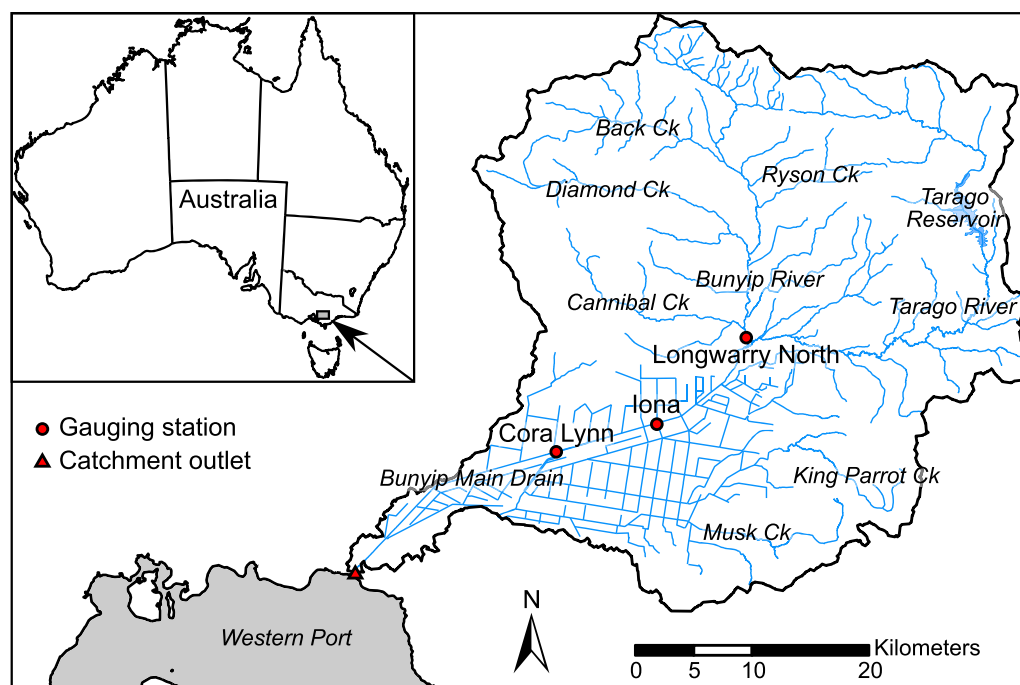 Australia
Back Ck
Ryson Ck
Diamond Ck
Tarago
Reservoir
Bunyip River
Cannibal Ck
Tarago River
Longwarry North
Iona
Gauging station
Cora Lynn
Catchment outlet
Bunyip Main Drain
King Parrot Ck
Musk Ck
N
Western Port
Kilometers
0 5 10 20